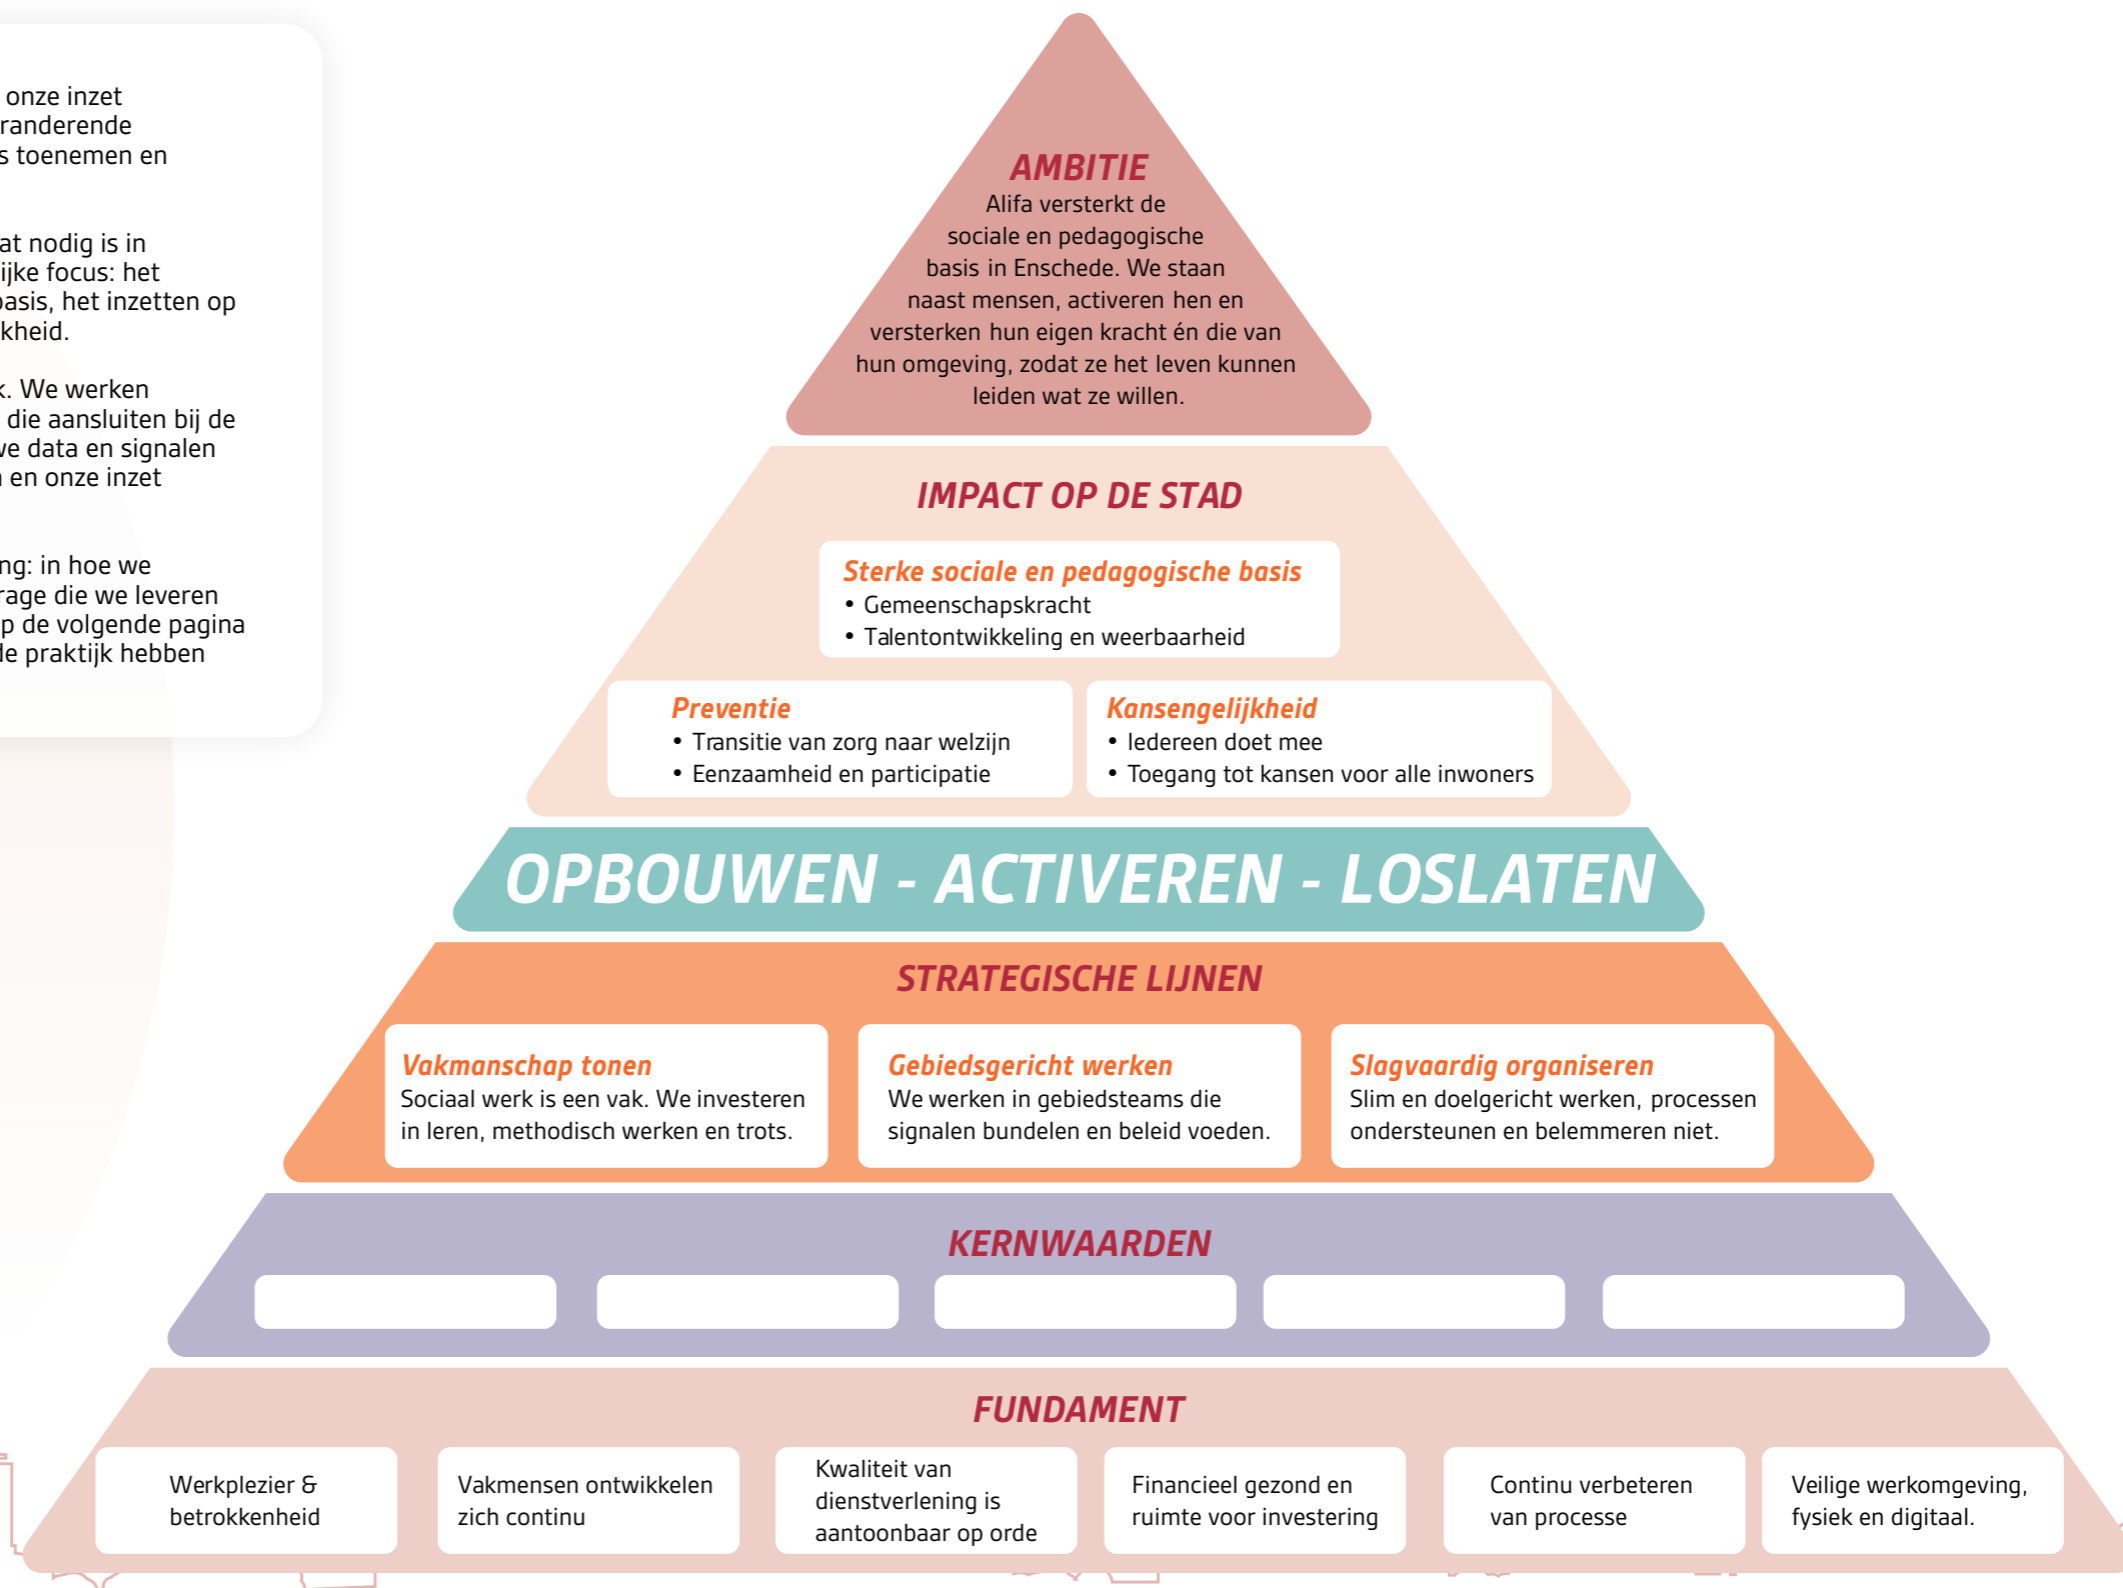 onze inzet
randerende
s toenemen en
at nodig is in
ijke focus: het
basis, het inzetten op
kheid.
k. We werken
die aansluiten bij de
we data en signalen
en onze inzet
ng: in hoe we
rage die we leveren
p de volgende pagina
de praktijk hebben
AMBITIE
Alifa versterkt de
sociale en pedagogische
basis in Enschede. We staan
naast mensen, activeren hen en
versterken hun eigen kracht én die van
hun omgeving, zodat ze het leven kunnen
leiden wat ze willen.
IMPACT OP DE STAD
Sterke sociale en pedagogische basis
• Gemeenschapskracht
• Talentontwikkeling en weerbaarheid
Preventie
• Transitie van zorg naar welzijn
• Eenzaamheid en participatie
Kansengelijkheid
• Iedereen doet mee
• Toegang tot kansen voor alle inwoners
OPBOUWEN - ACTIVEREN - LOSLATEN
STRATEGISCHE LIJNEN
Vakmanschap tonen
Sociaal werk is een vak. We investeren
in leren, methodisch werken en trots.
Gebiedsgericht werken
We werken in gebiedsteams die
signalen bundelen en beleid voeden.
Slagvaardig organiseren
Slim en doelgericht werken, processen
ondersteunen en belemmeren niet.
KERNWAARDEN
FUNDAMENT
Werkplezier &
betrokkenheid
Vakmensen ontwikkelen
zich continu
Kwaliteit van
dienstverlening is
aantoonbaar op orde
Financieel gezond en
ruimte voor investering
Continu verbeteren
van processe
Veilige werkomgeving,
fysiek en digitaal.